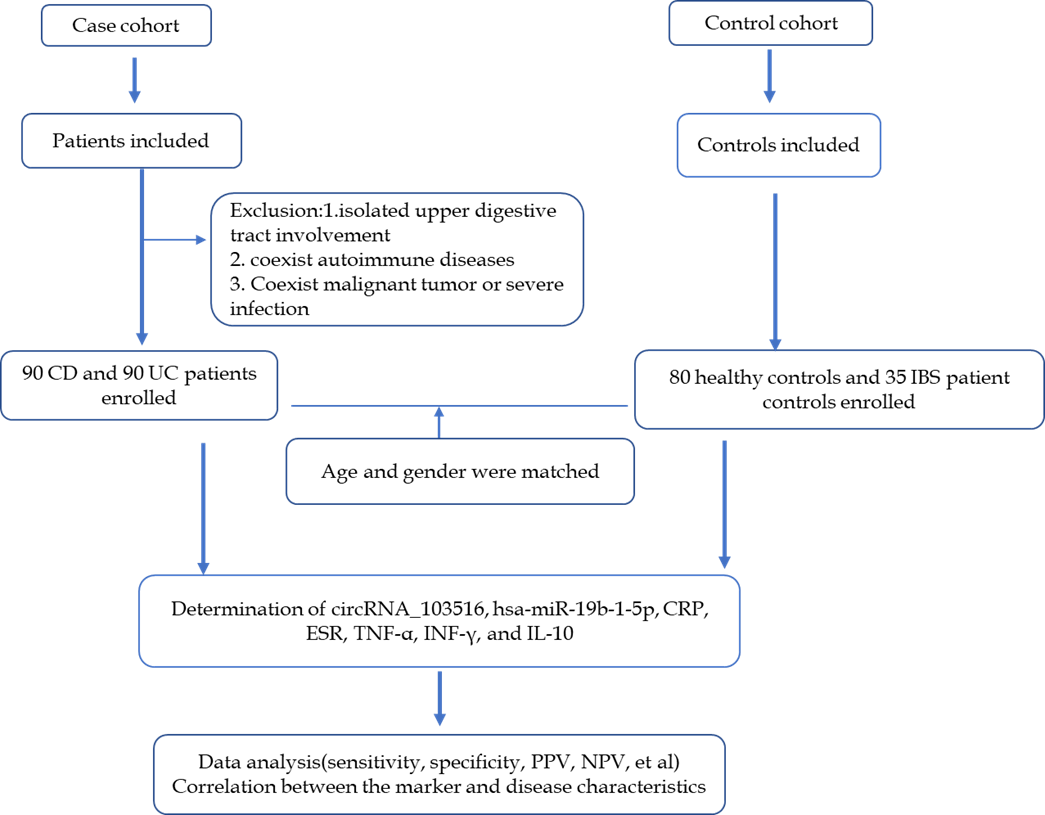 Case cohort
Control cohort
Patients included
Controls included
Exclusion:1.isolated upper digestive
tract involvement
2. coexist autoimmune diseases
3. Coexist malignant tumor or severe
infection
90 CD and 90 UC patients
enrolled
80 healthy controls and 35 IBS patient
controls enrolled
Age and gender were matched
Determination of circRNA_103516, hsa-miR-19b-1-5p, CRP,
ESR, TNF-α, INF-γ, and IL-10
Data analysis(sensitivity, specificity, PPV, NPV, et al)
Correlation between the marker and disease characteristics